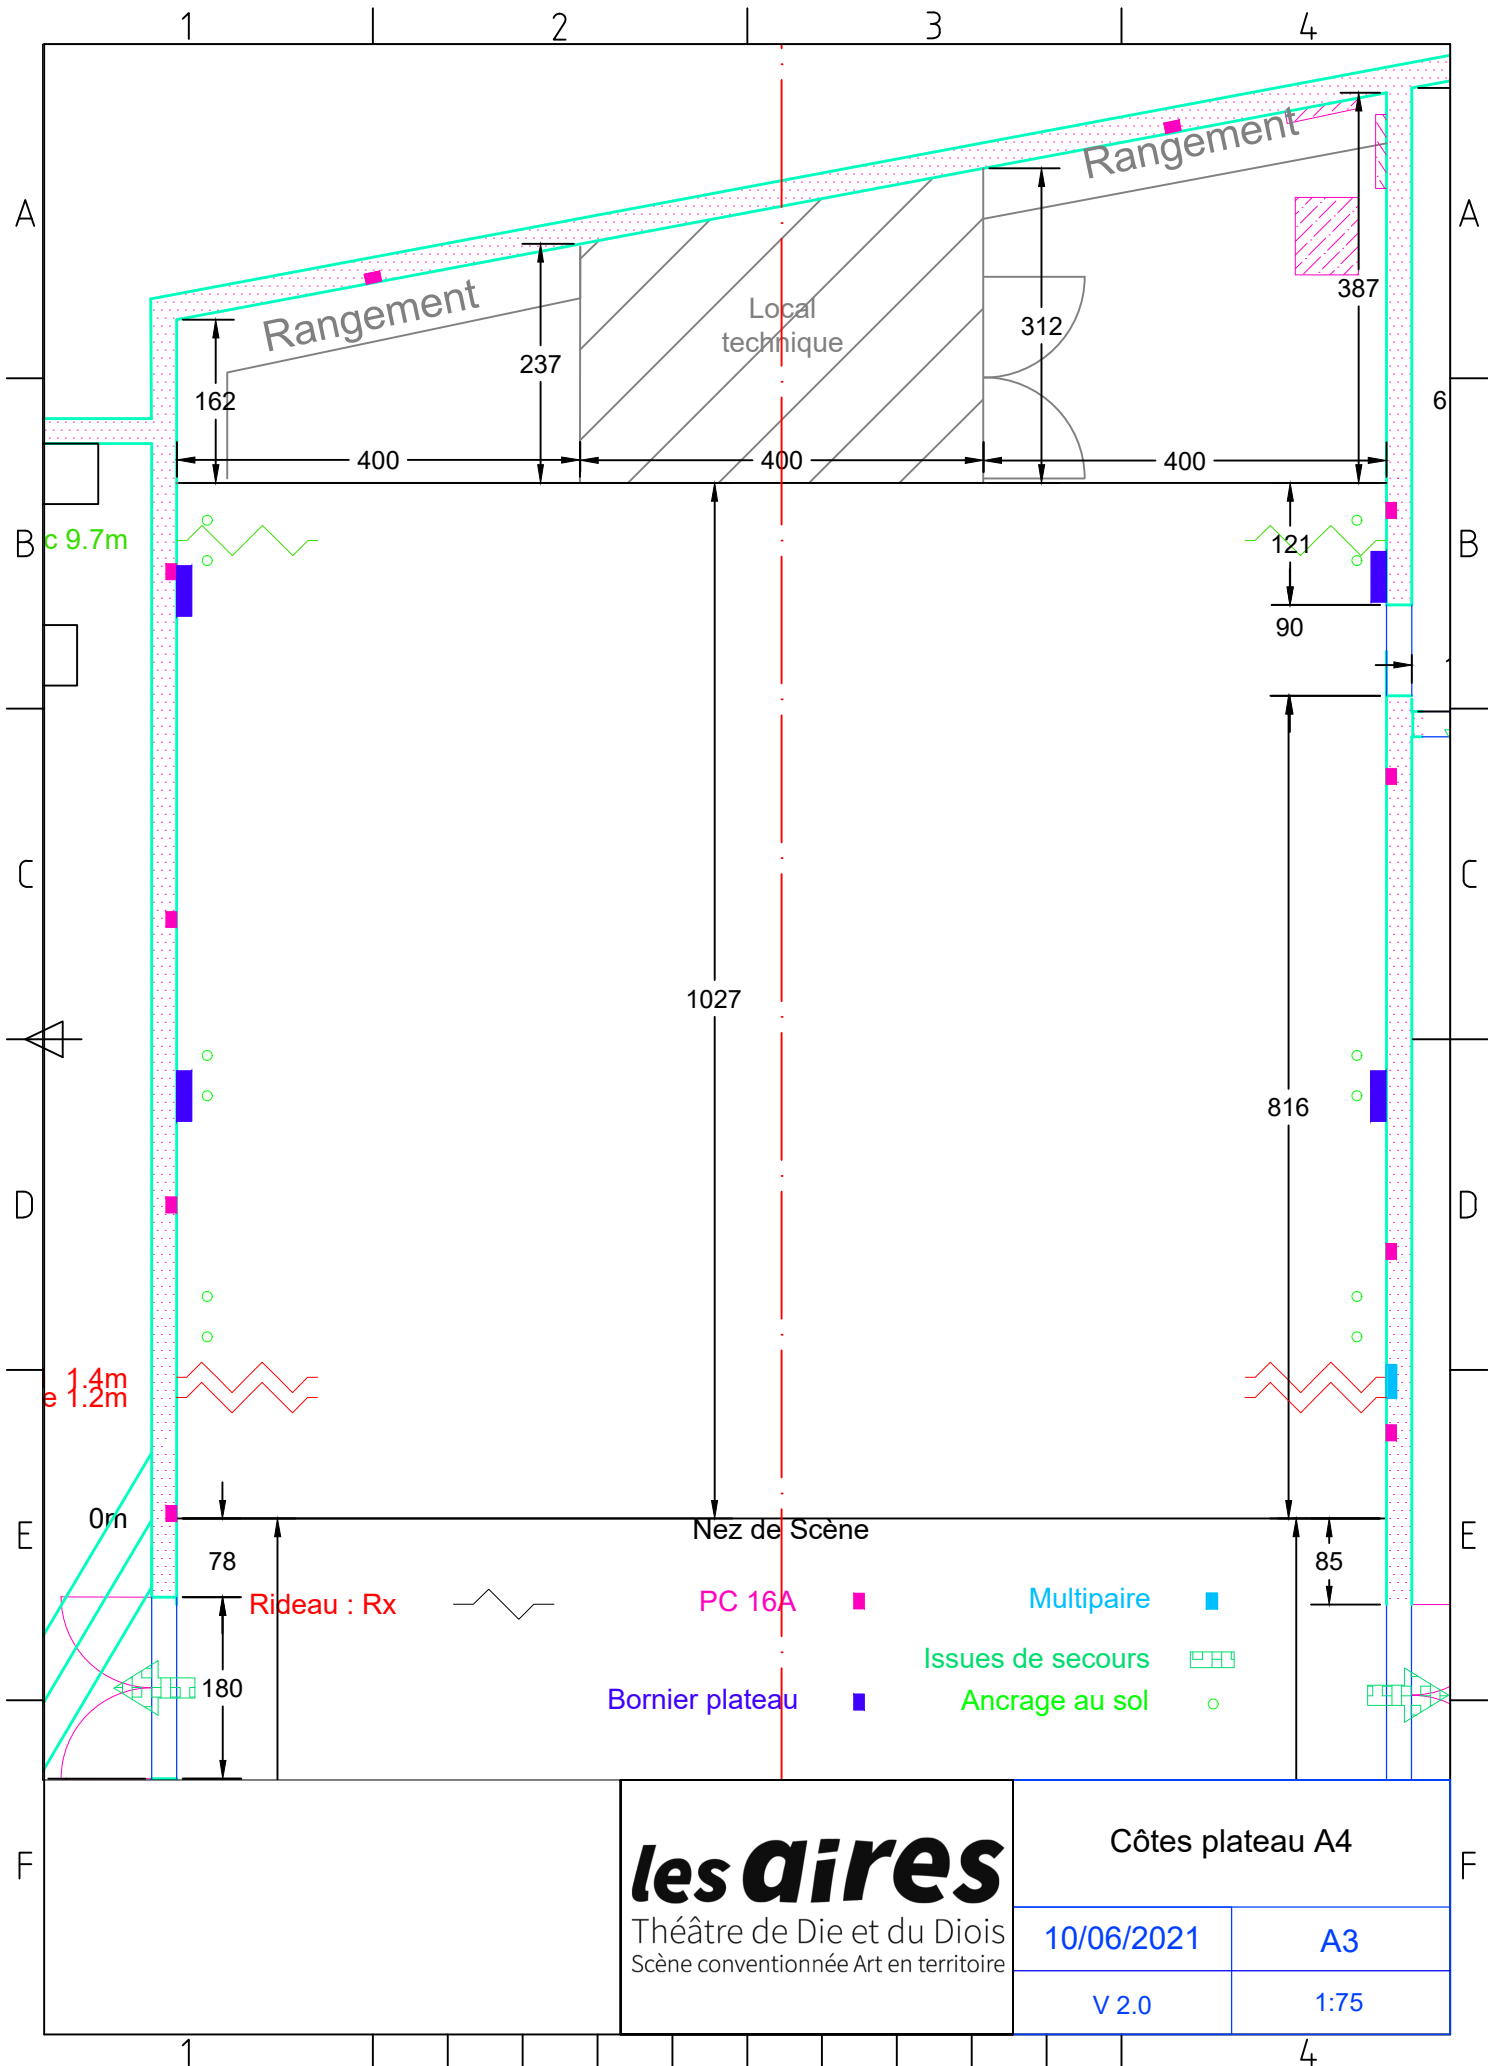 1 2 3 4
Rangement
A A
387
Local
technique
312
Rangement
237
162
6
400 400 400
B c 9.7m 121 B
90
C C
1027
816
D D
1.4m
e 1.2m
0m
Nez de Scène
E 78 85 E
Rideau : Rx PC 16A Multipaire
Issues de secours
180 Bornier plateau Ancrage au sol
F les aires Côtes plateau A4 F
Théâtre de Die et du Diois
Scène conventionnée Art en territoire
10/06/2021 A3
V 2.0 1:75
1 4